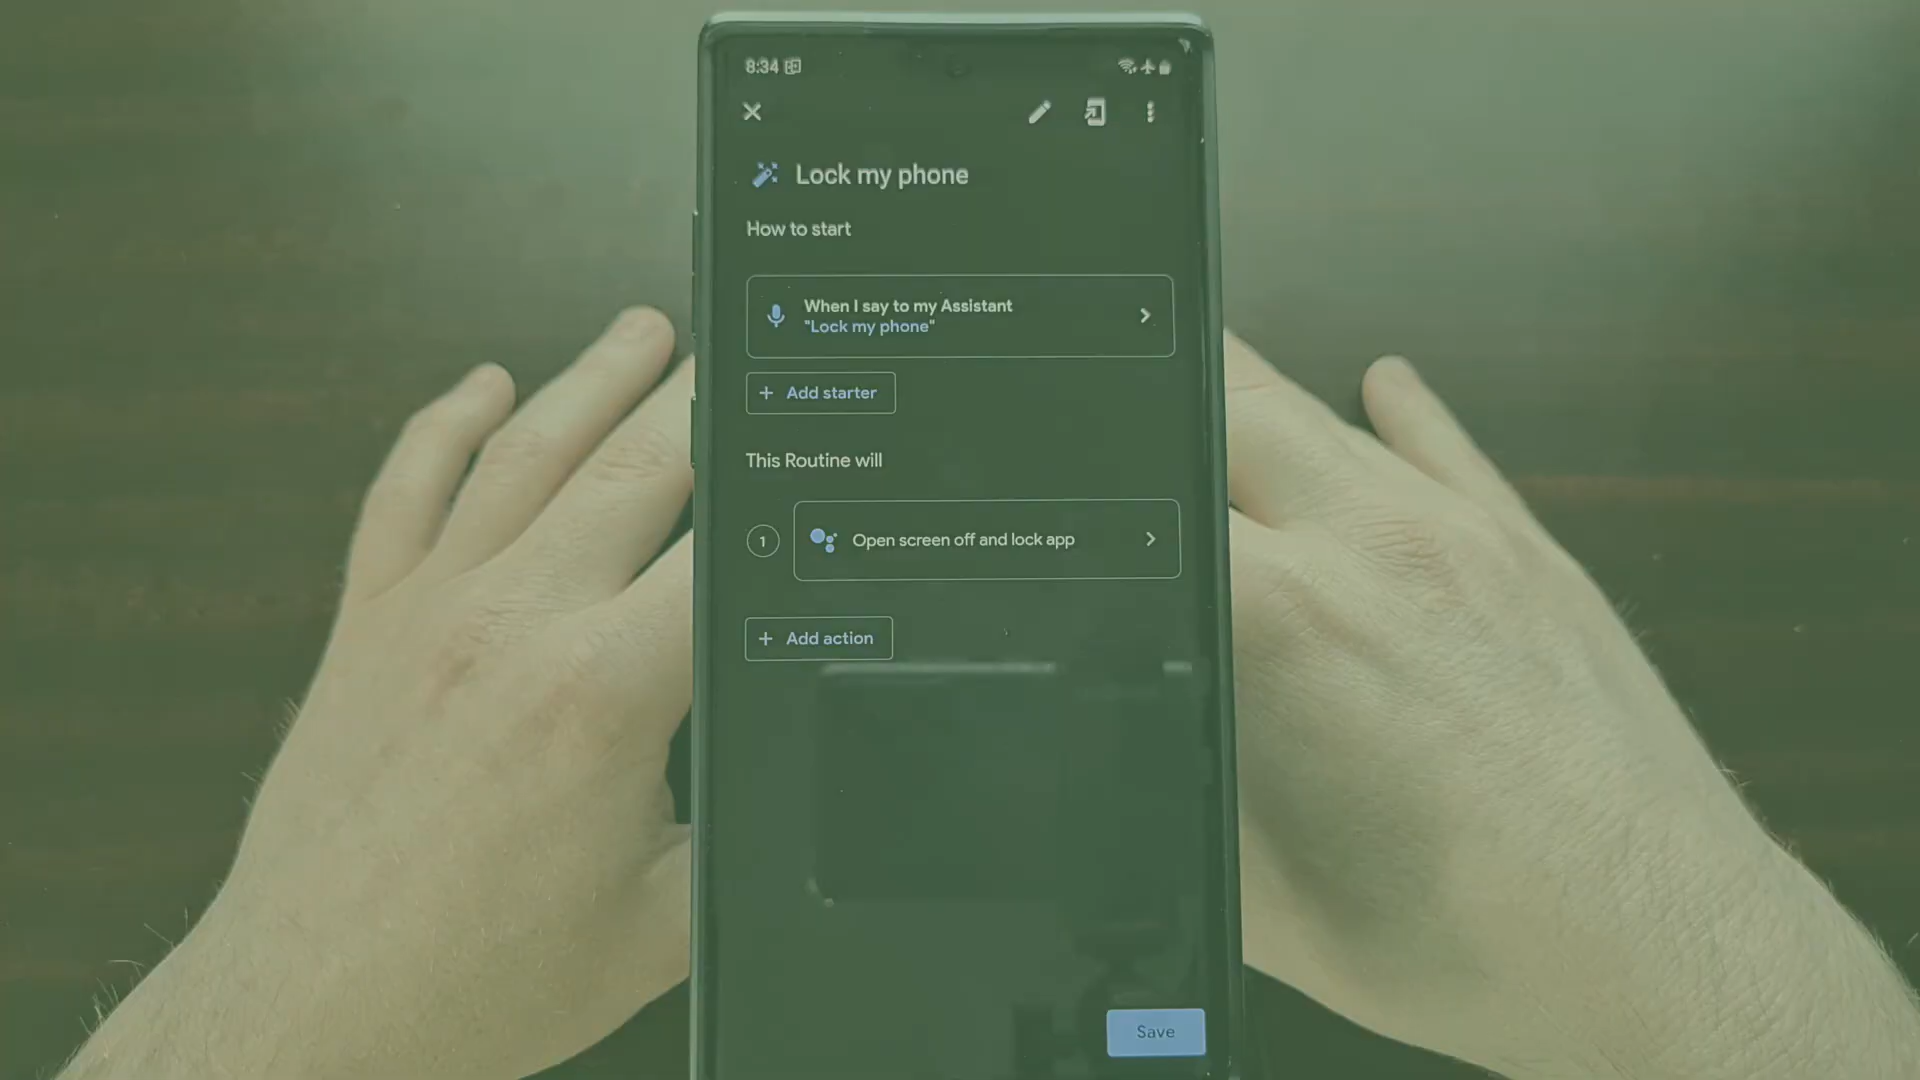 8:34
Lock my phone
How to start
When I say to my Assistant
"Lock my phone"
+ Add starter
This Routine will
1
Open screen off and lock app
+ Add action
Save